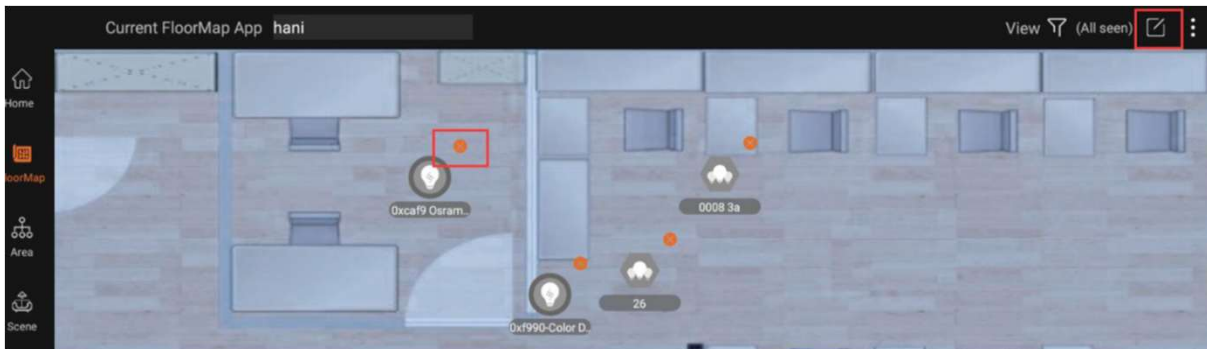 Current FloorMap App hani
View (All seen)
Home
loorMap
Area
Scene
0xcaf9 Osram..
0008 3a
26
0xf990-Color D..